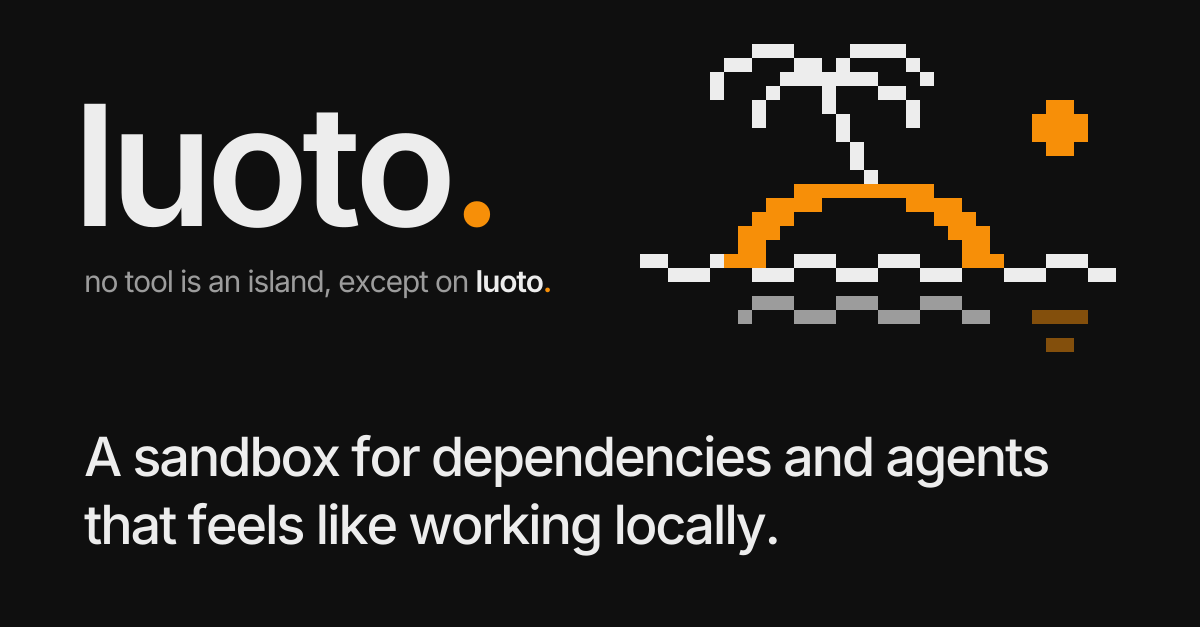 luoto.
no tool is an island, except on luoto.
A sandbox for dependencies and agents
that feels like working locally.